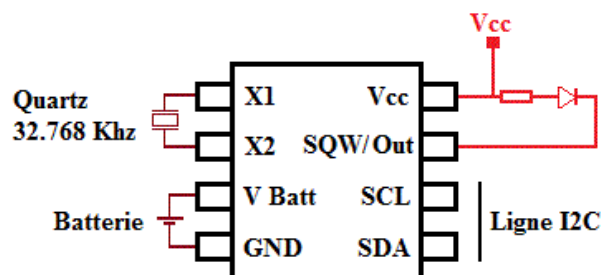 Vcc
Quartz
32.768 Khz
X1
Vcc
X2
SQW/Out
Batterie
V Batt
SCL
Ligne I2C
GND
SDA